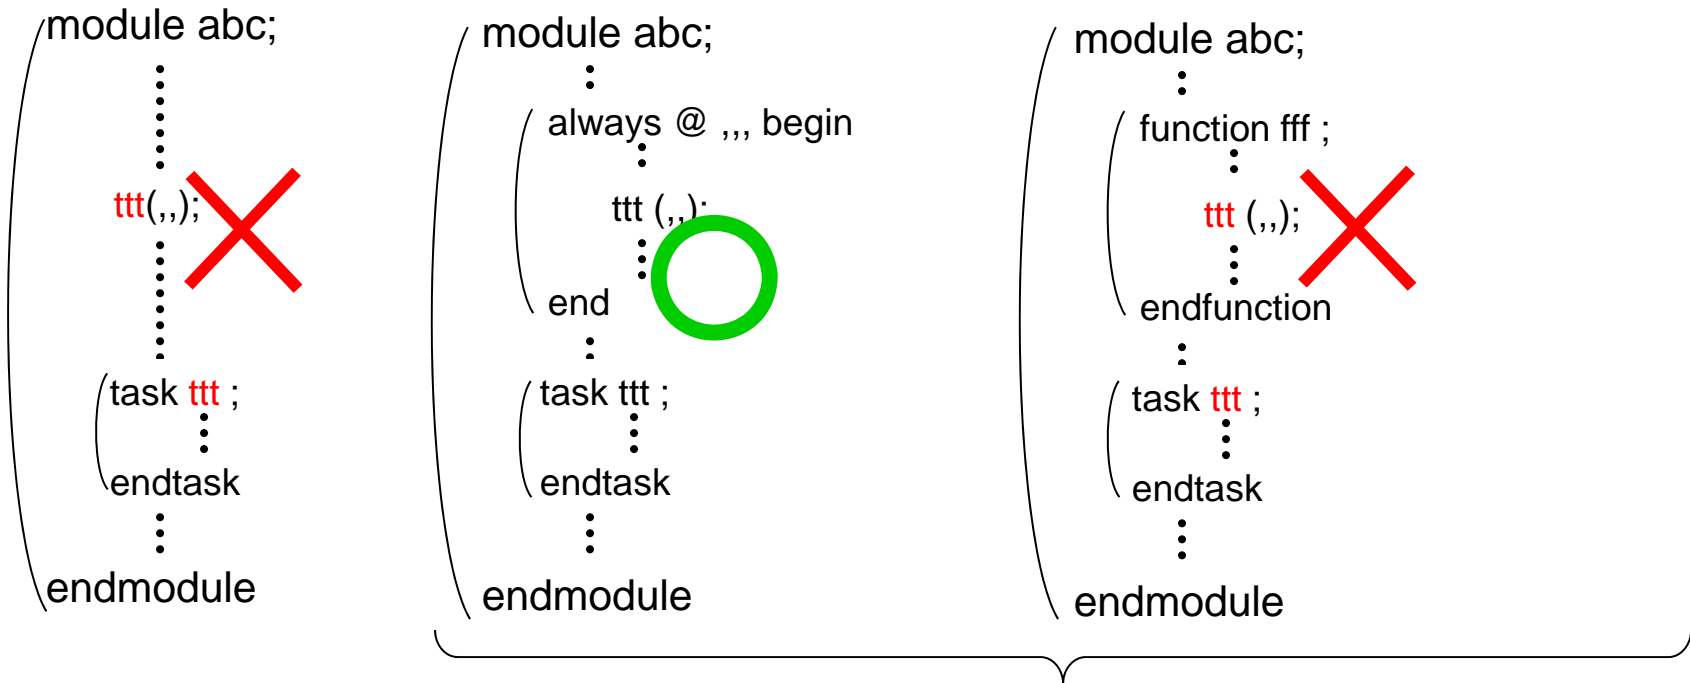 module abc;
ttt(,,);
task ttt ;
endtask
endmodule
module abc;
always @ ,,, begin
ttt (,,);
end
task ttt ;
endtask
endmodule
module abc;
function fff ;
ttt (,,);
endfunction
task ttt ;
endtask
endmodule